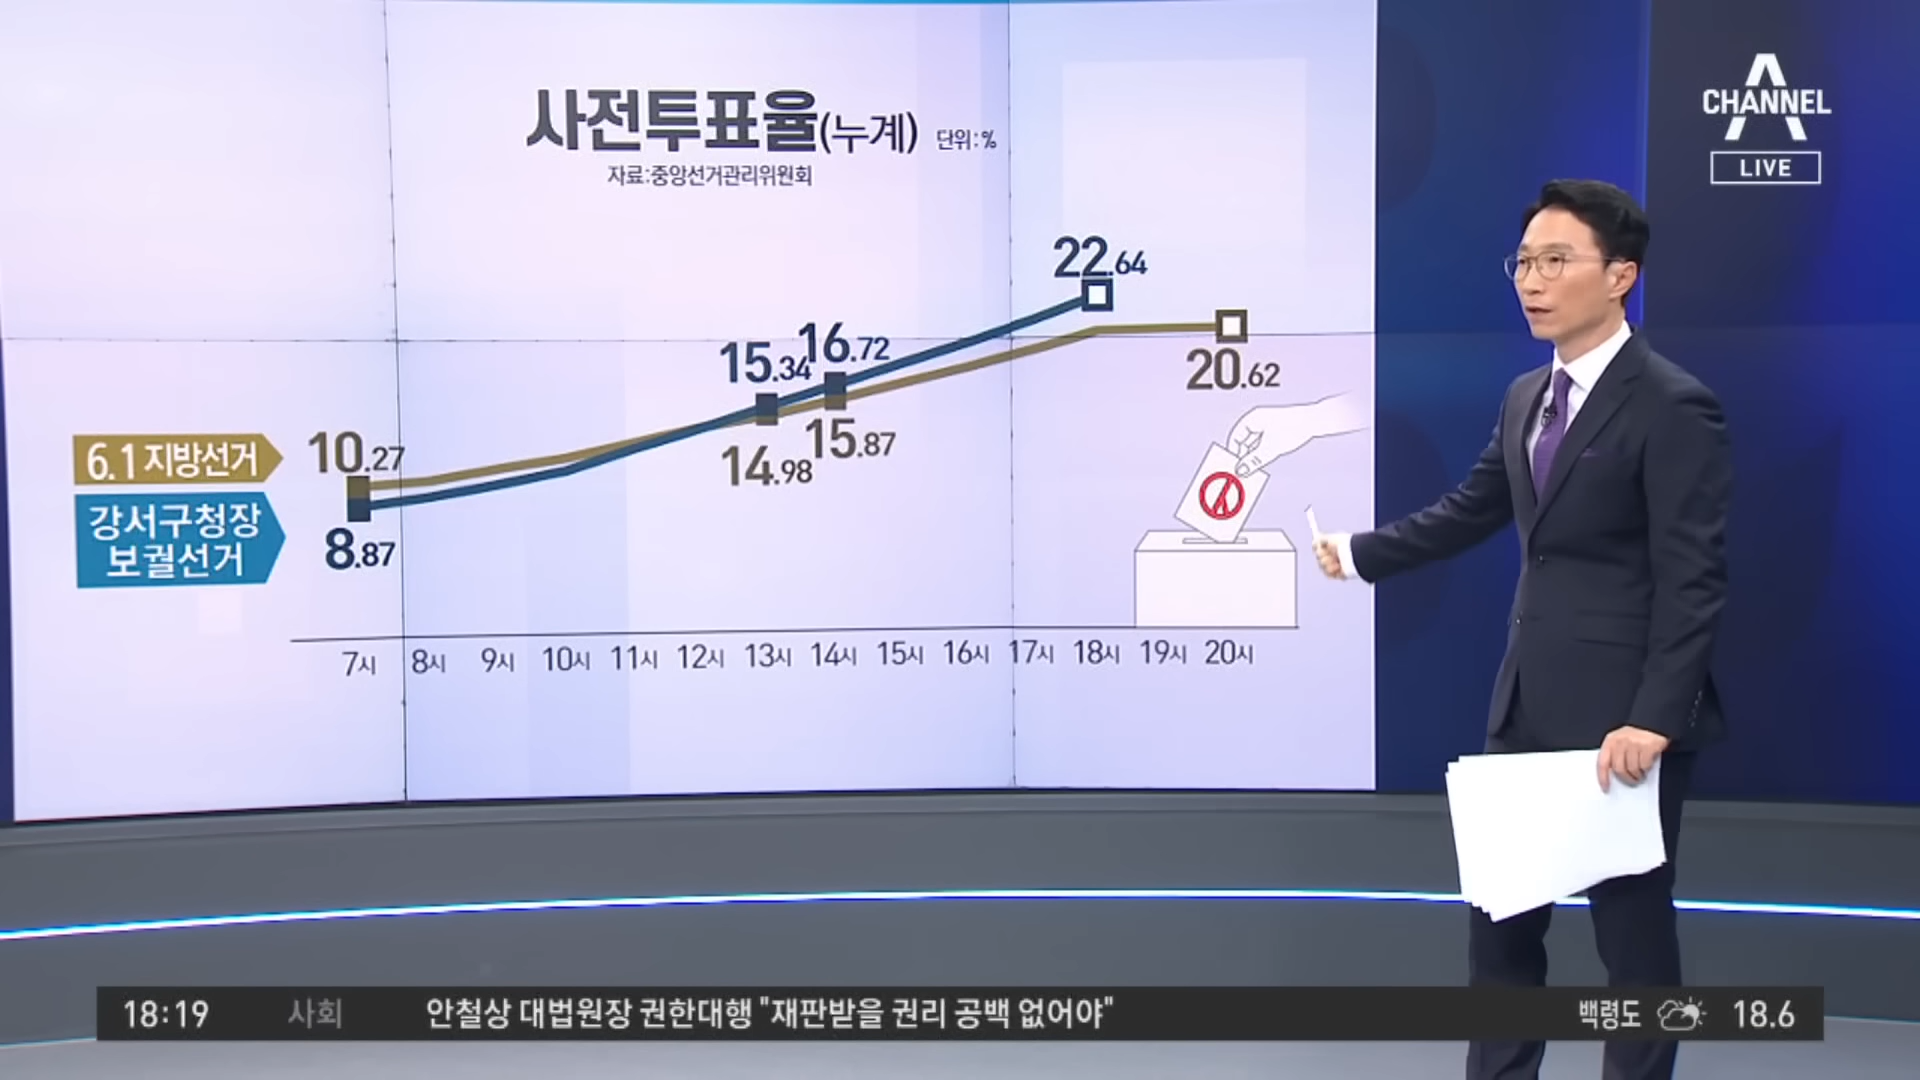 사전투표율(누계) 단위:%
자료:중앙선거관리위원회
CHANNEL A
LIVE
22.64
15.34
16.72
20.62
6.1 지방선거
10.27
14.98
15.87
강서구청장
보궐선거
8.87
7시 8시 9시 10시 11시 12시 13시 14시 15시 16시 17시 18시 19시 20시
18:19 사회 안철상 대법원장 권한대행 "재판받을 권리 공백 없어야" 백령도 18.6